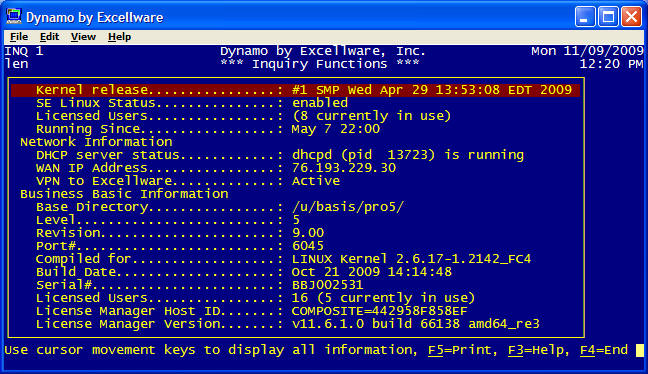 Dynamo by Excellware
File Edit View Help
INQ 1 Dynamo by Excellware, Inc. Mon 11/09/2009
len *** Inquiry Functions *** 12:20 PM
Kernel release................: #1 SMP Wed Apr 29 13:53:08 EDT 2009
SE Linux Status...............: enabled
Licensed Users................: (8 currently in use)
Running Since.................: May 7 22:00
Network Information
DHCP server status............: dhcpd (pid  13723) is running
WAN IP Address................: 76.193.229.30
VPN to Excellware.............: Active
Business Basic Information
Base Directory................: /u/basis/pro5/
Level.........................: 5
Revision......................: 9.00
Port#.........................: 6045
Compiled for..................: LINUX Kernel 2.6.17-1.2142_FC4
Build Date....................: Oct 21 2009 14:14:48
Serial#.......................: BBJ002531
Licensed Users................: 16 (5 currently in use)
License Manager Host ID.......: COMPOSITE=442958F858EF
License Manager Version.......: v11.6.1.0 build 66138 amd64_re3
Use cursor movement keys to display all information, F5=Print, F3=Help, F4=End